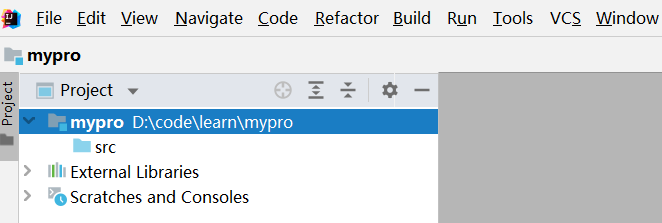 File Edit View Navigate Code Refactor Build Run Tools VCS Window
mypro
Project
Project
mypro D:\code\learn\mypro
src
External Libraries
Scratches and Consoles